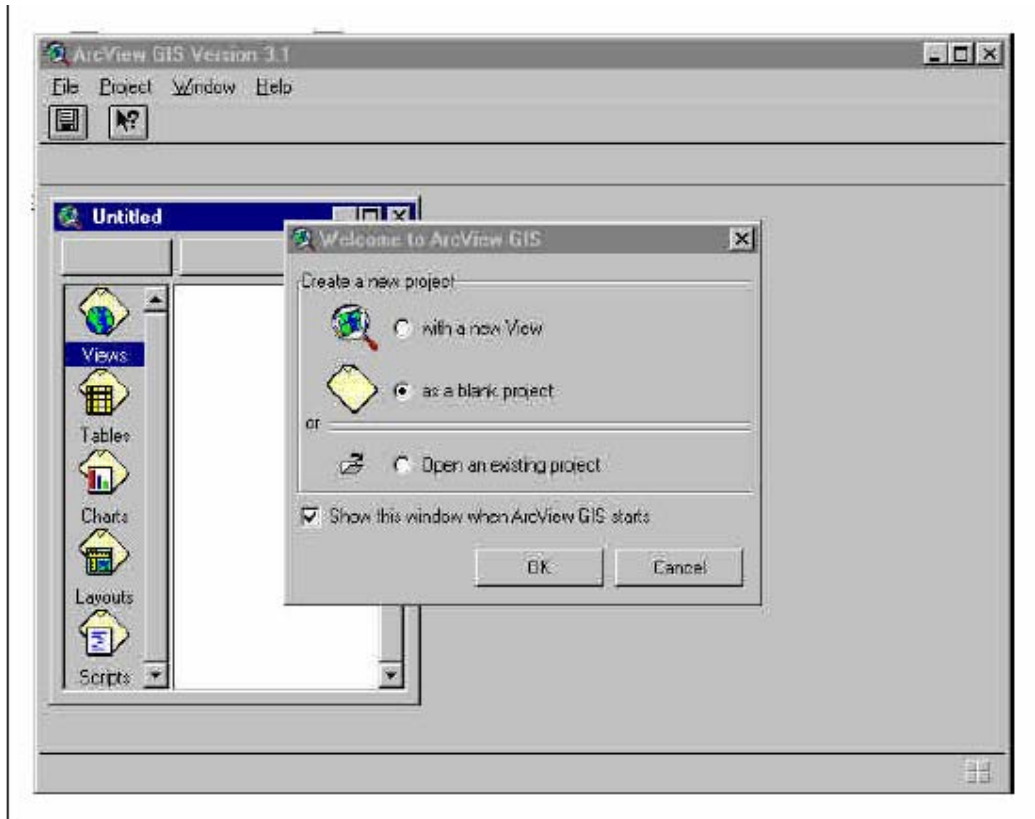 ArcView GIS Version 3.1
File Project Window Help
Untitled
Welcome to ArcView GIS
Create a new project
with a new View
as a blank project
or
Open an existing project
Show this window when ArcView GIS starts
OK Cancel
Views
Tables
Charts
Layouts
Scripts